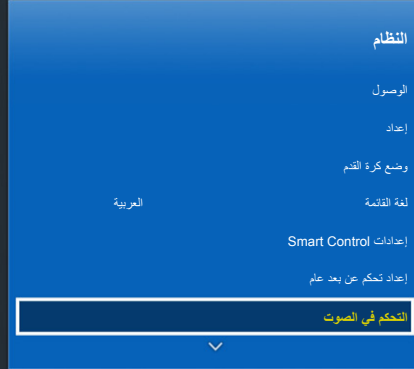 النظام
الوصول
إعداد
وضع كرة القدم
لغة القائمة العربية
إعدادات Smart Control
إعداد تحكم عن بعد عام
التحكم في الصوت